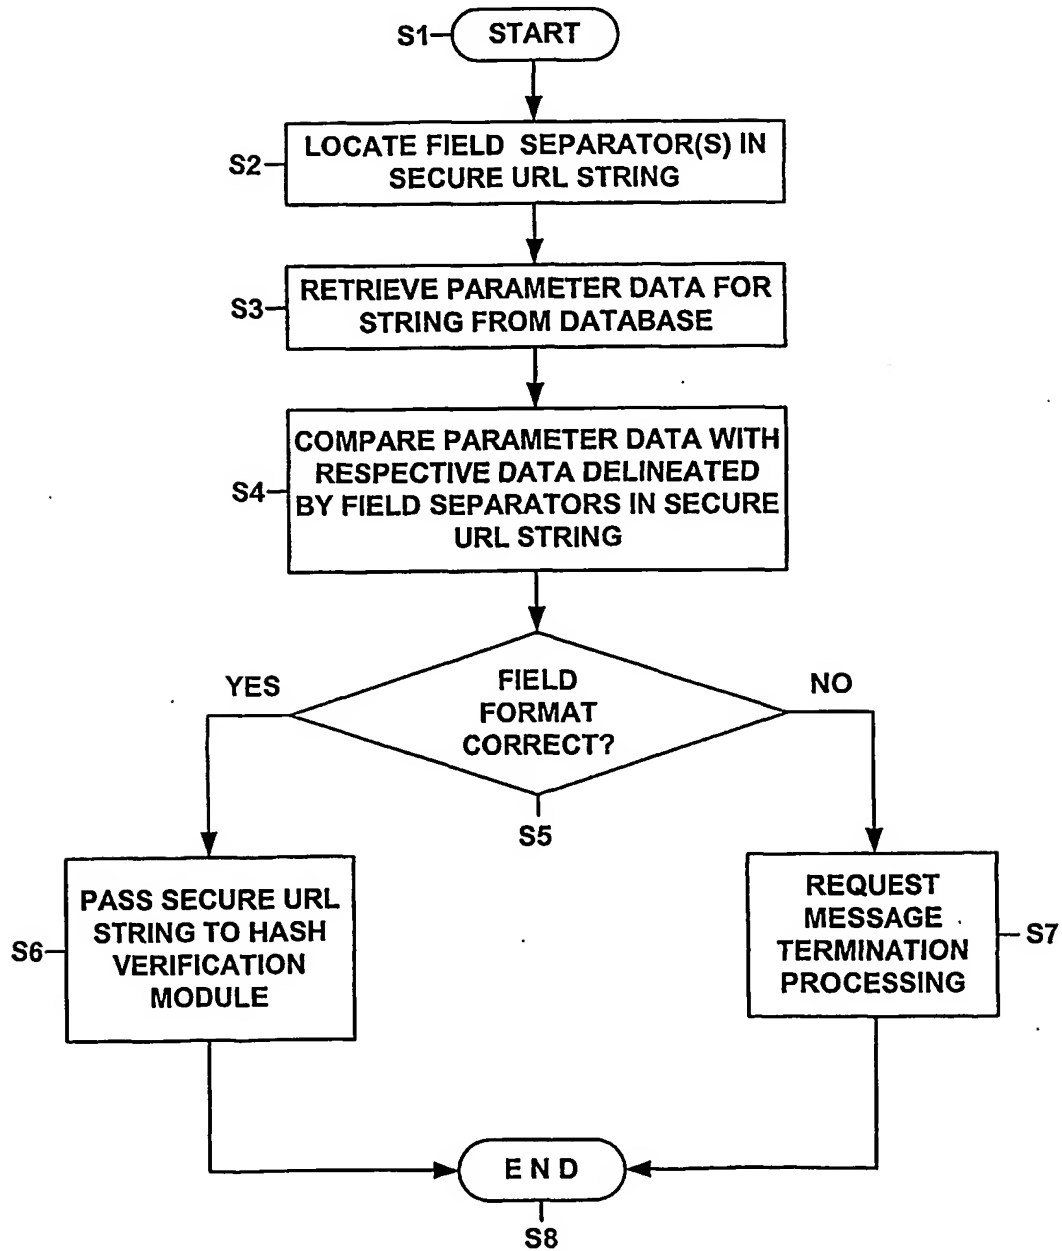 S1
START
S2
LOCATE FIELD SEPARATOR(S) IN
SECURE URL STRING
S3
RETRIEVE PARAMETER DATA FOR
STRING FROM DATABASE
S4
COMPARE PARAMETER DATA WITH
RESPECTIVE DATA DELINEATED
BY FIELD SEPARATORS IN SECURE
URL STRING
YES
FIELD
FORMAT
CORRECT?
NO
S5
S6
PASS SECURE URL
STRING TO HASH
VERIFICATION
MODULE
REQUEST
MESSAGE
TERMINATION
PROCESSING
S7
END
S8